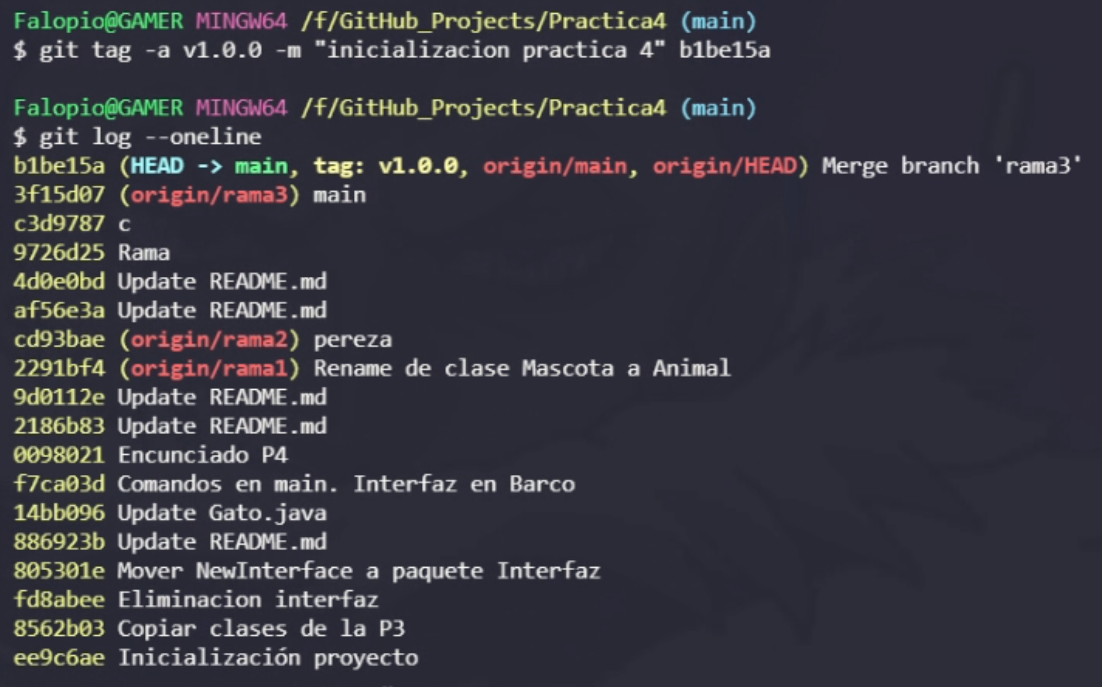 Falopio@GAMER MINGW64 /f/GitHub_Projects/Practica4 (main)
$ git tag -a v1.0.0 -m "inicializacion practica 4" b1be15a
Falopio@GAMER MINGW64 /f/GitHub_Projects/Practica4 (main)
$ git log --oneline
b1be15a (HEAD -> main, tag: v1.0.0, origin/main, origin/HEAD) Merge branch 'rama3'
3f15d07 (origin/rama3) main
c3d9787 c
9726d25 Rama
4d0e0bd Update README.md
af56e3a Update README.md
cd93bae (origin/rama2) pereza
2291bf4 (origin/rama1) Rename de clase Mascota a Animal
9d0112e Update README.md
2186b83 Update README.md
0098021 Encunciado P4
f7ca03d Comandos en main. Interfaz en Barco
14bb096 Update Gato.java
886923b Update README.md
805301e Mover NewInterface a paquete Interfaz
fd8abee Eliminacion interfaz
8562b03 Copiar clases de la P3
ee9c6ae Inicialización proyecto